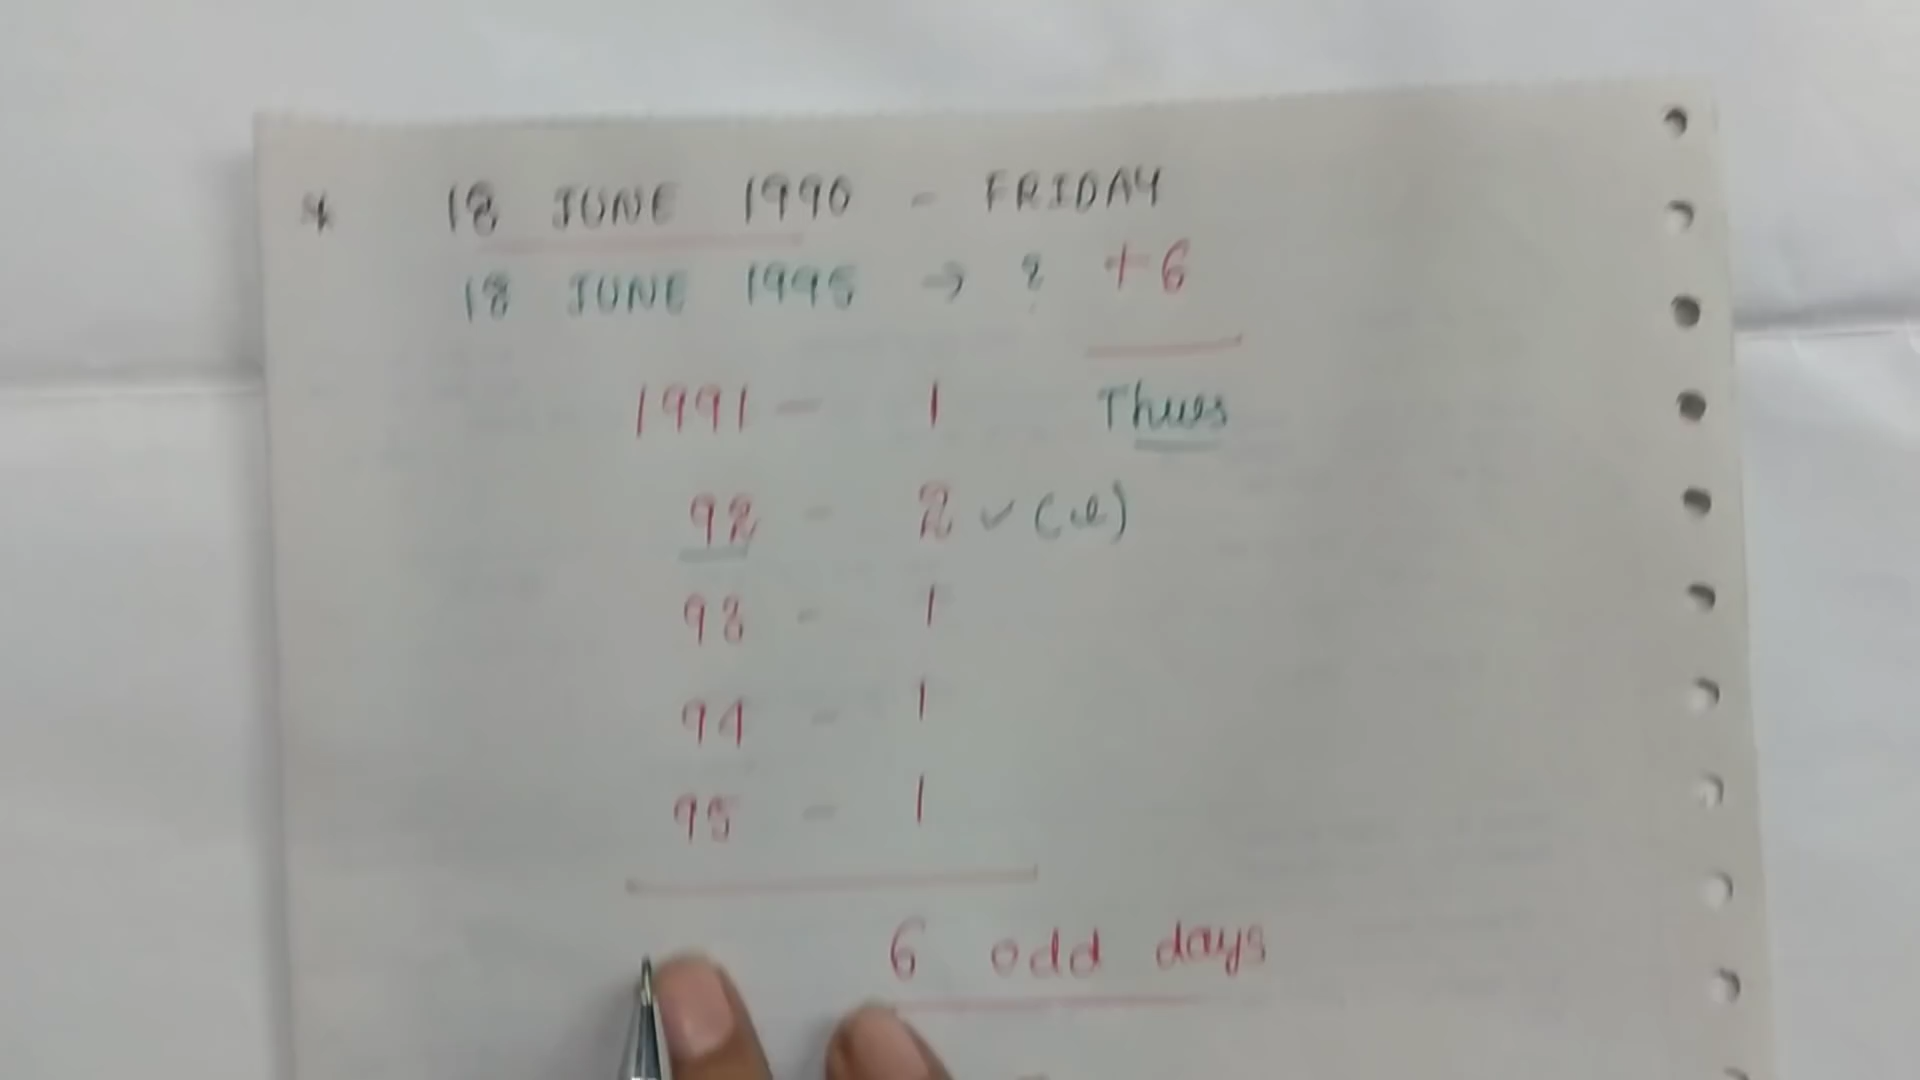 * 18 JUNE 1990 - FRIDAY
18 JUNE 1995 → ? +6
1991 - 1 Thurs
92 - 2 ✓
93 - 1
94 - 1
95 - 1
6 odd days